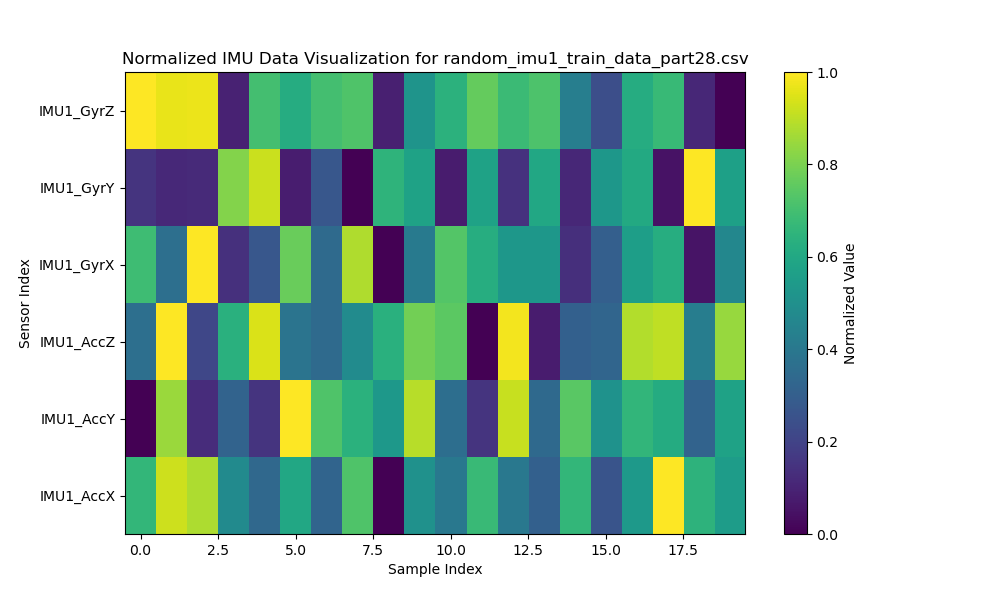 Normalized IMU Data Visualization for random_imu1_train_data_part28.csv
IMU1_GyrZ
IMU1_GyrY
IMU1_GyrX
IMU1_AccZ
IMU1_AccY
IMU1_AccX
Sensor Index
0.0 2.5 5.0 7.5 10.0 12.5 15.0 17.5
Sample Index
1.0
0.8
0.6
0.4
0.2
0.0
Normalized Value